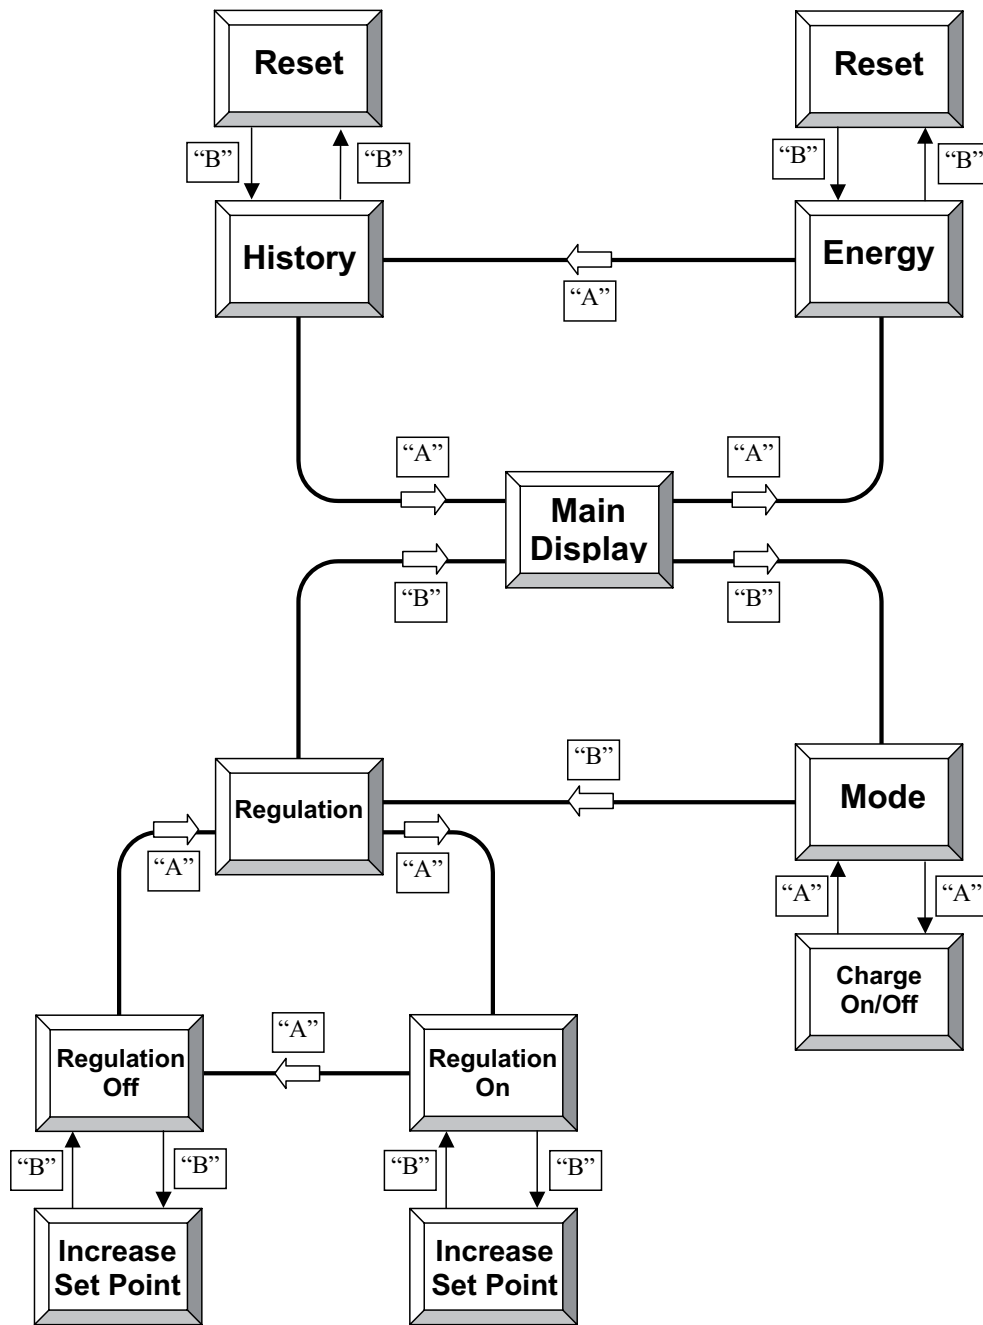 Reset
Reset
“B”
“B”
“B”
“B”
History
Energy
“A”
“A”
“A”
Main
Display
“B”
“B”
Regulation
“B”
Mode
“A”
“A”
“A”
“A”
Charge
On/Off
Regulation
Off
“A”
Regulation
On
“B”
“B”
“B”
“B”
Increase
Set Point
Increase
Set Point